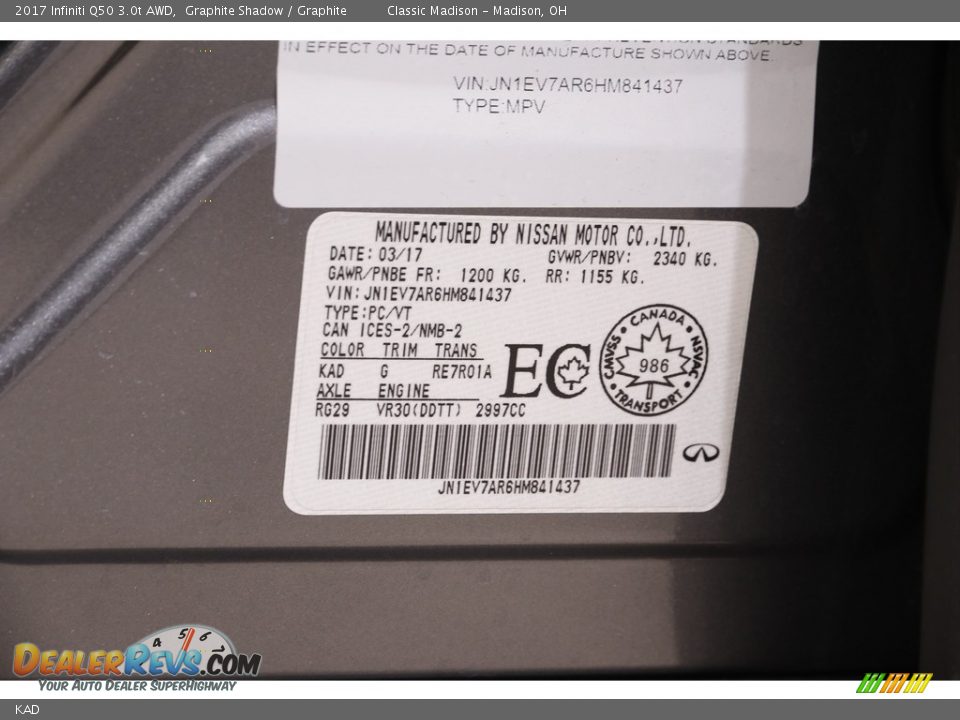 2017 Infiniti Q50 3.0t AWD, Graphite Shadow / Graphite Classic Madison - Madison, OH
IN EFFECT ON THE DATE OF MANUFACTURE SHOWN ABOVE.
VIN:JN1EV7AR6HM841437
TYPE:MPV
MANUFACTURED BY NISSAN MOTOR CO.,LTD.
DATE: 03/17 GVWR/PNBV: 2340 KG.
GAWR/PNBE FR: 1200 KG. RR: 1155 KG.
VIN: JN1EV7AR6HM841437
TYPE:PC/VT
CAN ICES-2/NMB-2
COLOR TRIM TRANS
KAD G RE7R01A
AXLE ENGINE
RG29 VR30(DDTT) 2997CC
EC
CANADA
CMVSS NSVAC
986
TRANSPORT
JN1EV7AR6HM841437
4 5 6
DEALERREVS.COM
YOUR AUTO DEALER SUPERHIGHWAY
KAD